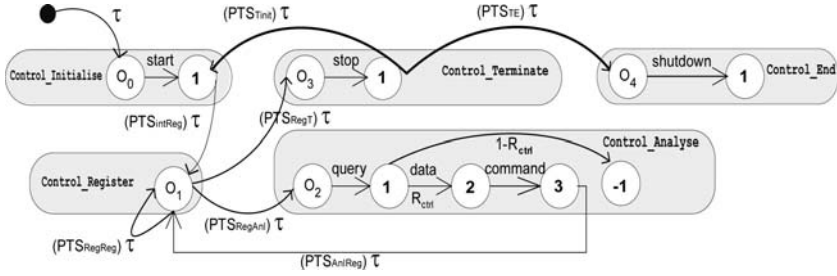 τ
(PTSTinit) τ
(PTSTE) τ
Control_Initialise
O0
start
1
O3
stop
1
Control_Terminate
O4
shutdown
1
Control_End
(PTSintReg) τ
(PTSRegT) τ
Control_Analyse
1-Rctrl
Control_Register
O1
O2
query
1
data
Rctrl
2
command
3
-1
(PTSRegAnl) τ
(PTSRegReg) τ
(PTSAnlReg) τ